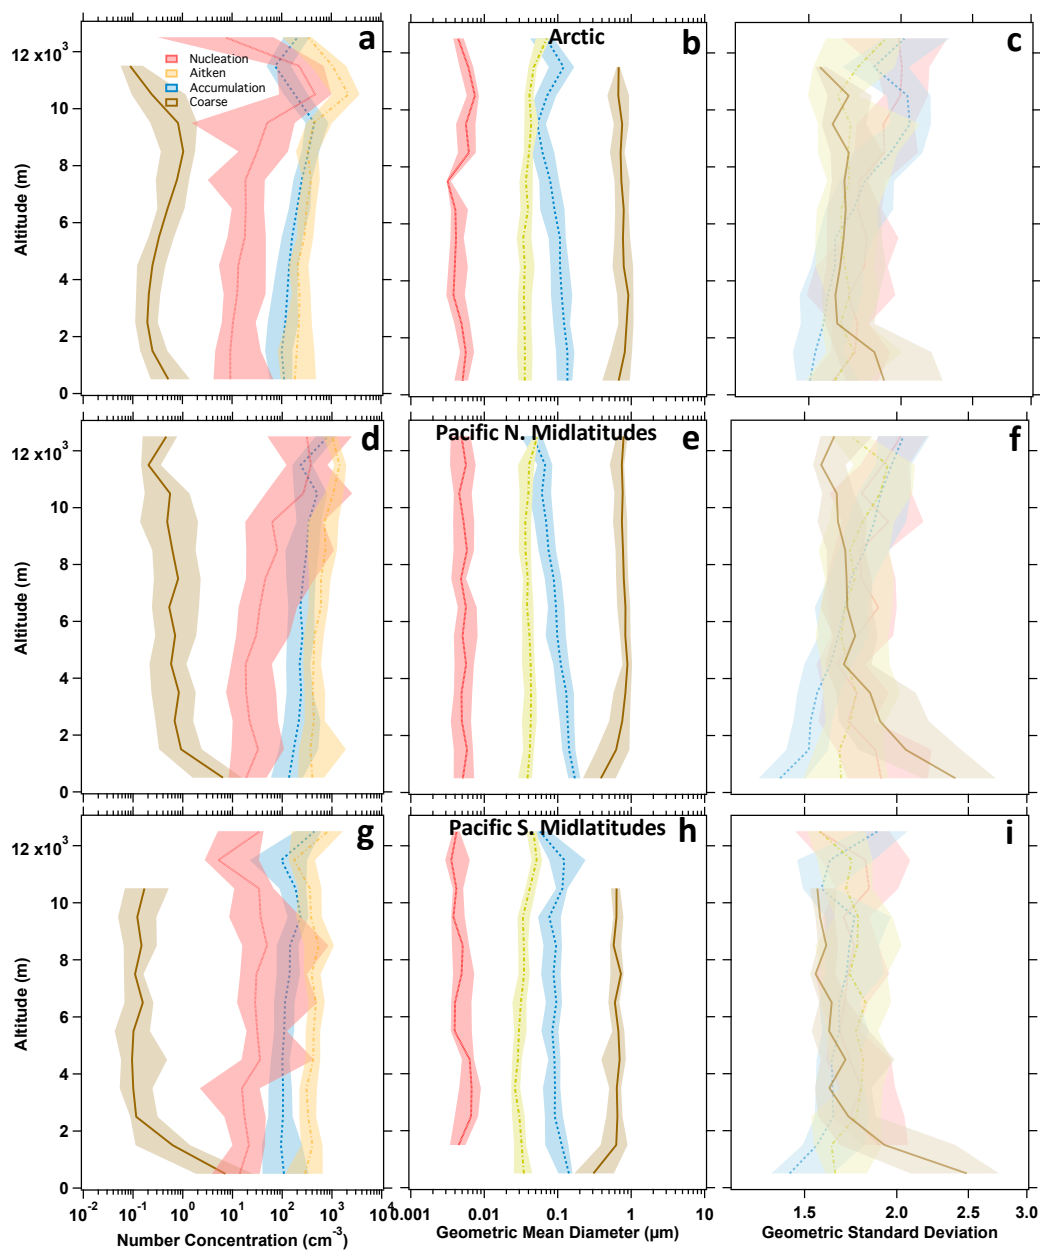 a
Arctic
b
c
Nucleation
Aitken
Accumulation
Coarse
12 x10³
10
8
6
4
2
0
Altitude (m)
d
Pacific N. Midlatitudes
e
f
12 x10³
10
8
6
4
2
0
Altitude (m)
g
Pacific S. Midlatitudes
h
i
12 x10³
10
8
6
4
2
0
Altitude (m)
10⁻² 10⁻¹ 10⁰ 10¹ 10² 10³ 10⁴
0.001 0.01 0.1 1 10
1.5 2.0 2.5 3.0
Number Concentration (cm⁻³)
Geometric Mean Diameter (µm)
Geometric Standard Deviation